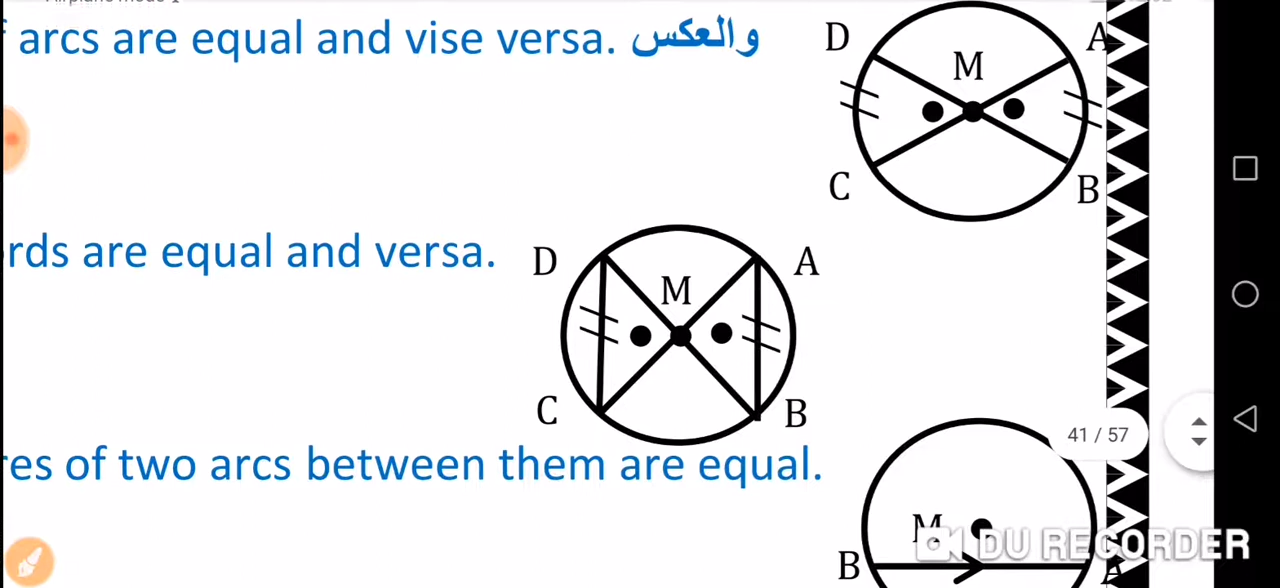 arcs are equal and vise versa. والعكس
D
A
M
C
B
rds are equal and versa.
D
A
M
C
B
41 / 57
res of two arcs between them are equal.
M
DU RECORDER
B
A